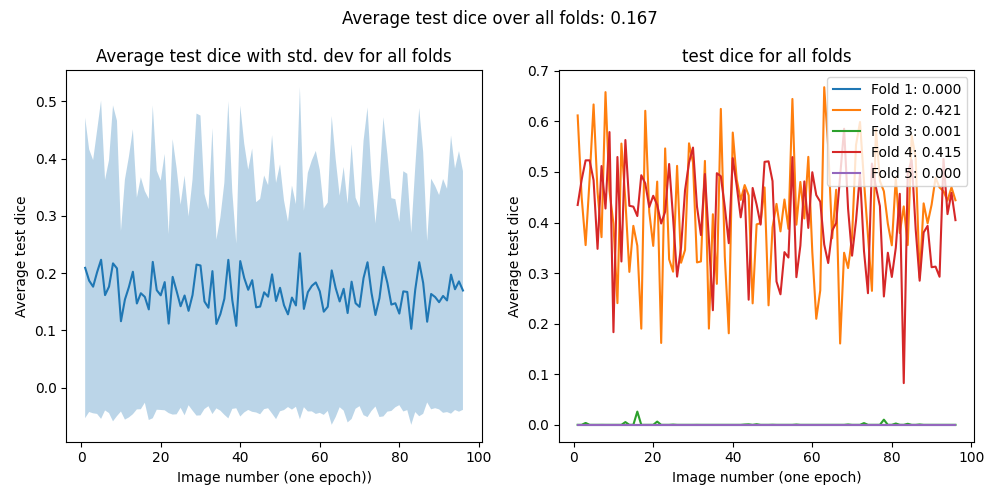 Average test dice over all folds: 0.167
Average test dice with std. dev for all folds
0.5
0.4
0.3
0.2
0.1
0.0
Average test dice
0 20 40 60 80 100
Image number (one epoch))
test dice for all folds
0.7
0.6
0.5
0.4
0.3
0.2
0.1
0.0
Average test dice
Fold 1: 0.000
Fold 2: 0.421
Fold 3: 0.001
Fold 4: 0.415
Fold 5: 0.000
0 20 40 60 80 100
Image number (one epoch)